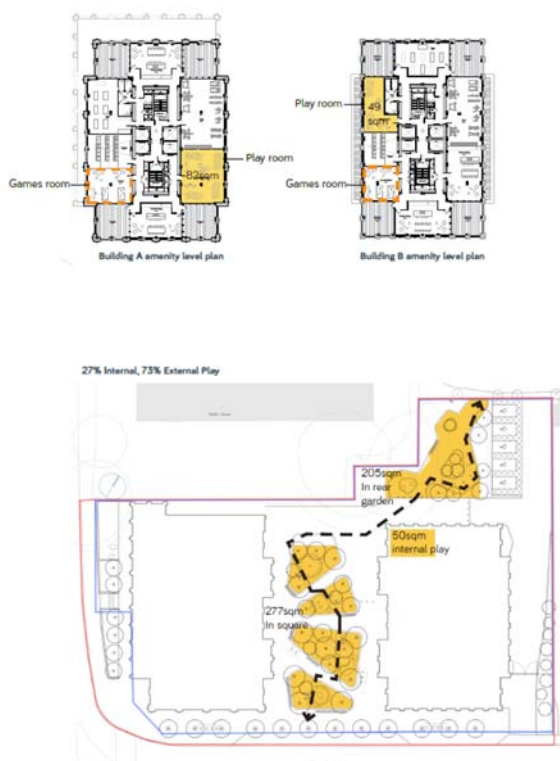 Play room
49
sqm
Play room
82sqm
Games room
Games room
Building A amenity level plan
Building B amenity level plan
27% Internal, 73% External Play
205sqm
In rear
garden
50sqm
internal play
277sqm
In square